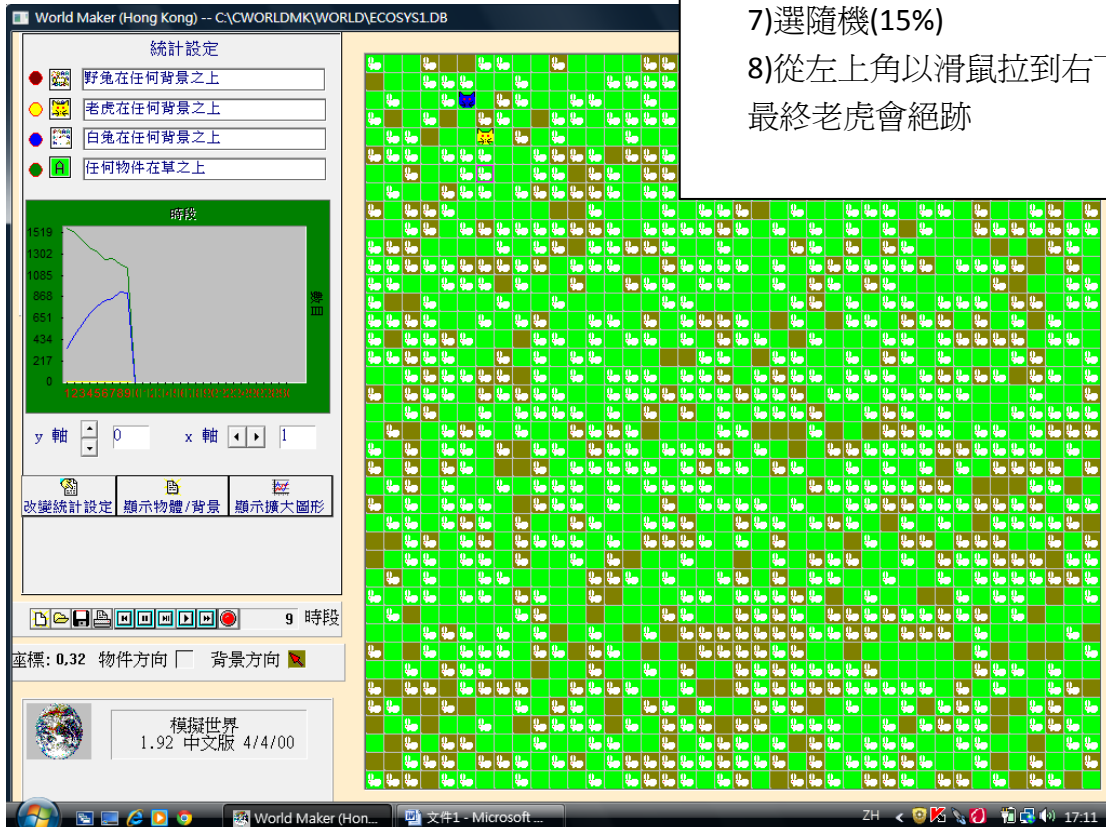 World Maker (Hong Kong) -- C:\CWORLDMK\WORLD\ECOSYS1.DB
統計設定
野兔在任何背景之上
老虎在任何背景之上
白兔在任何背景之上
A 任何物件在草之上
時段
1519
1302
1085
868
651
434
217
0
數量
y 軸 0 x 軸 1
改變統計設定 顯示物體/背景 顯示擴大圖形
9 時段
座標: 0,32 物件方向 背景方向
模擬世界
1.92 中文版 4/4/00
7)選隨機(15%)
8)從左上角以滑鼠拉到右下
最終老虎會絕跡
World Maker (Hon... 文件1 - Microsoft ... ZH 17:11